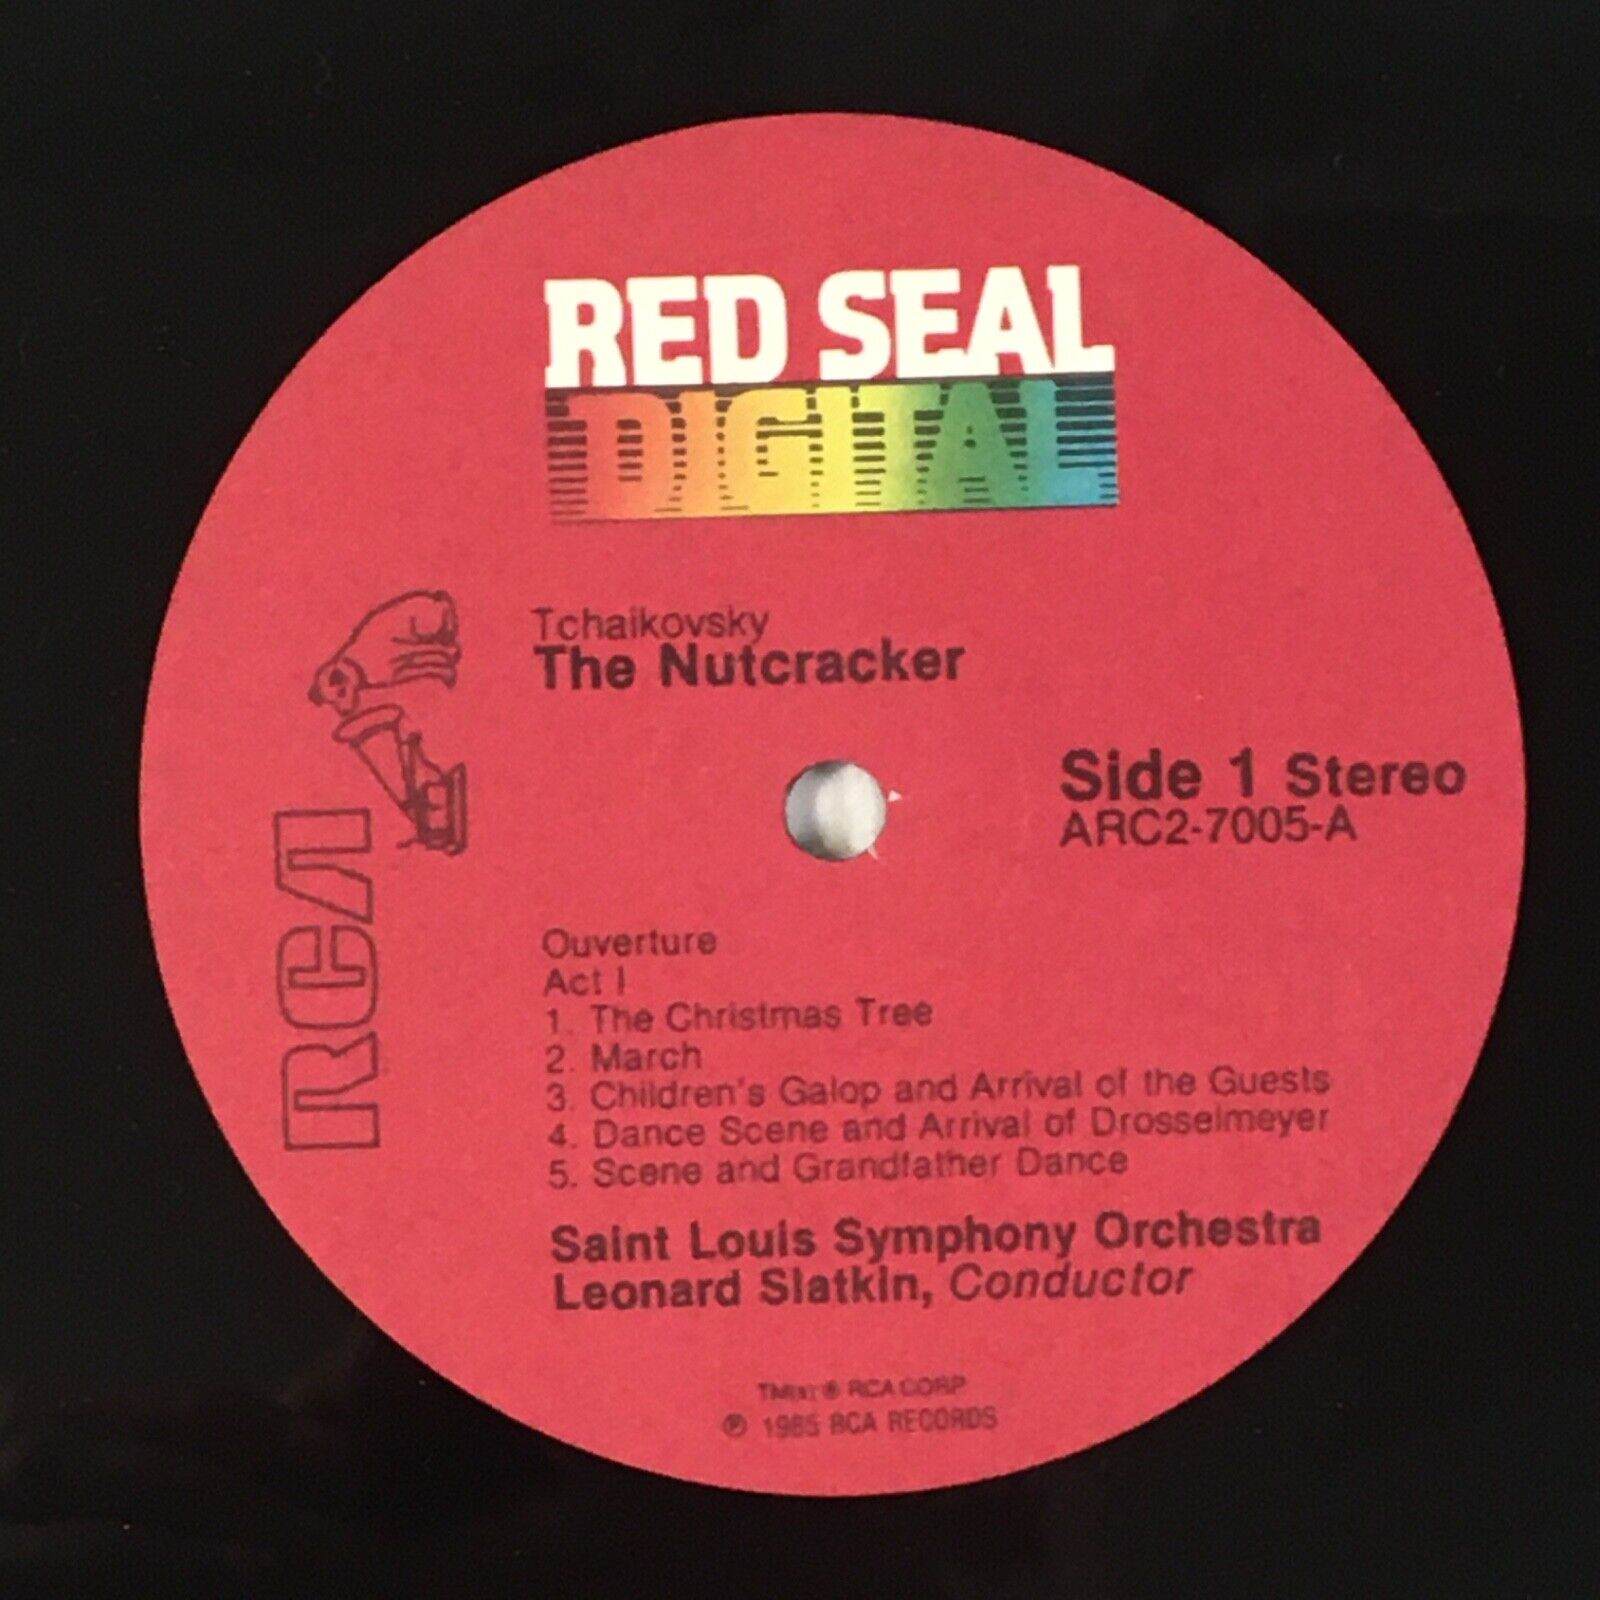 RED SEAL
DIGITAL
RCA
Tchaikovsky
The Nutcracker
Side 1 Stereo
ARC2-7005-A
Ouverture
Act I
1. The Christmas Tree
2. March
3. Children's Galop and Arrival of the Guests
4. Dance Scene and Arrival of Drosselmeyer
5. Scene and Grandfather Dance
Saint Louis Symphony Orchestra
Leonard Slatkin, Conductor
® RCA CORP
℗ 1985 RCA RECORDS